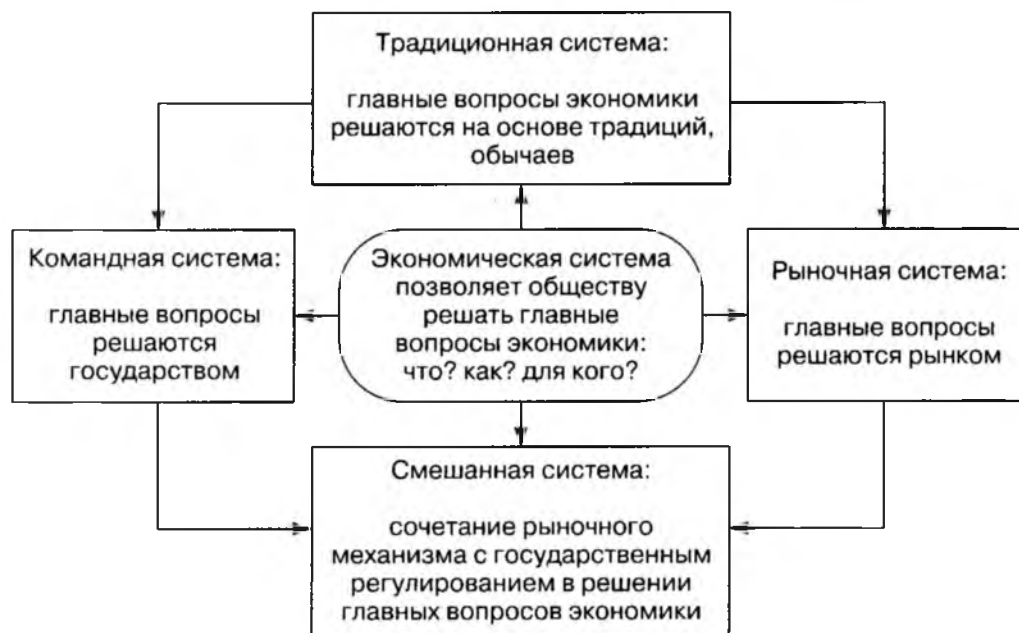 Традиционная система:
главные вопросы экономики
решаются на основе традиций,
обычаев
Командная система:
главные вопросы
решаются
государством
Экономическая система
позволяет обществу
решать главные
вопросы экономики:
что? как? для кого?
Рыночная система:
главные вопросы
решаются рынком
Смешанная система:
сочетание рыночного
механизма с государственным
регулированием в решении
главных вопросов экономики